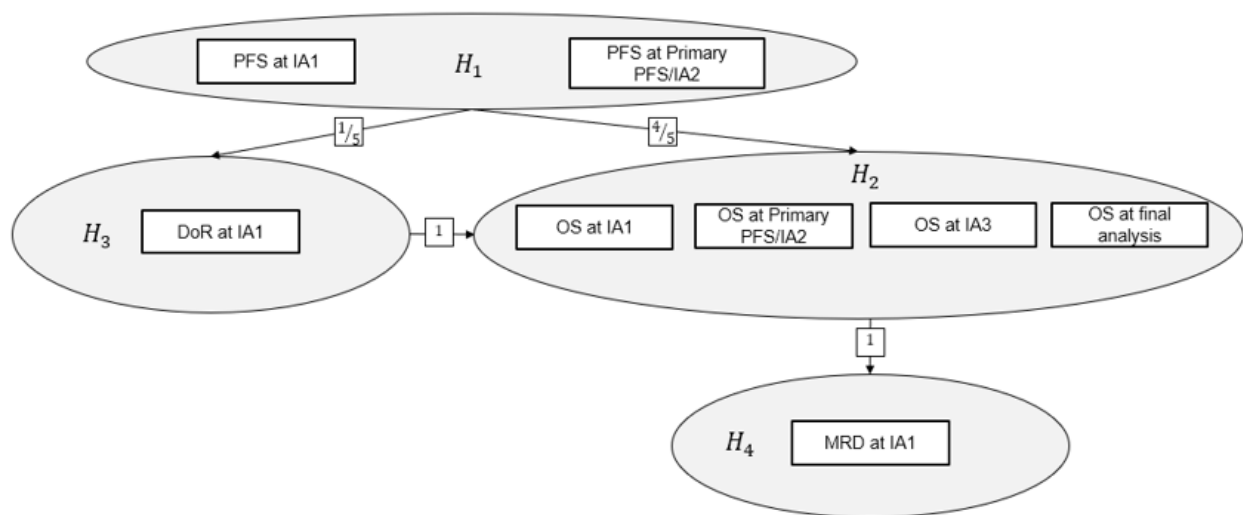 PFS at IA1
H₁
PFS at Primary
PFS/IA2
1/5
4/5
H₂
H₃
DoR at IA1
1
OS at IA1
OS at Primary
PFS/IA2
OS at IA3
OS at final
analysis
1
H₄
MRD at IA1